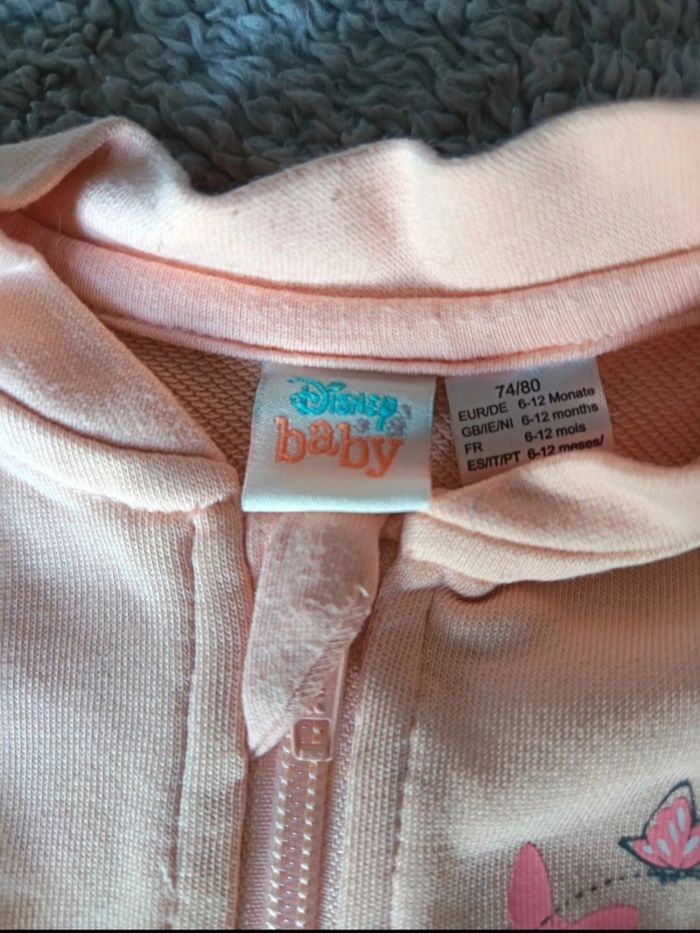 Disney
baby
74/80
EUR/DE 6-12 Monate
GB/IE/NI 6-12 months
FR 6-12 mois
ES/IT/PT 6-12 meses/